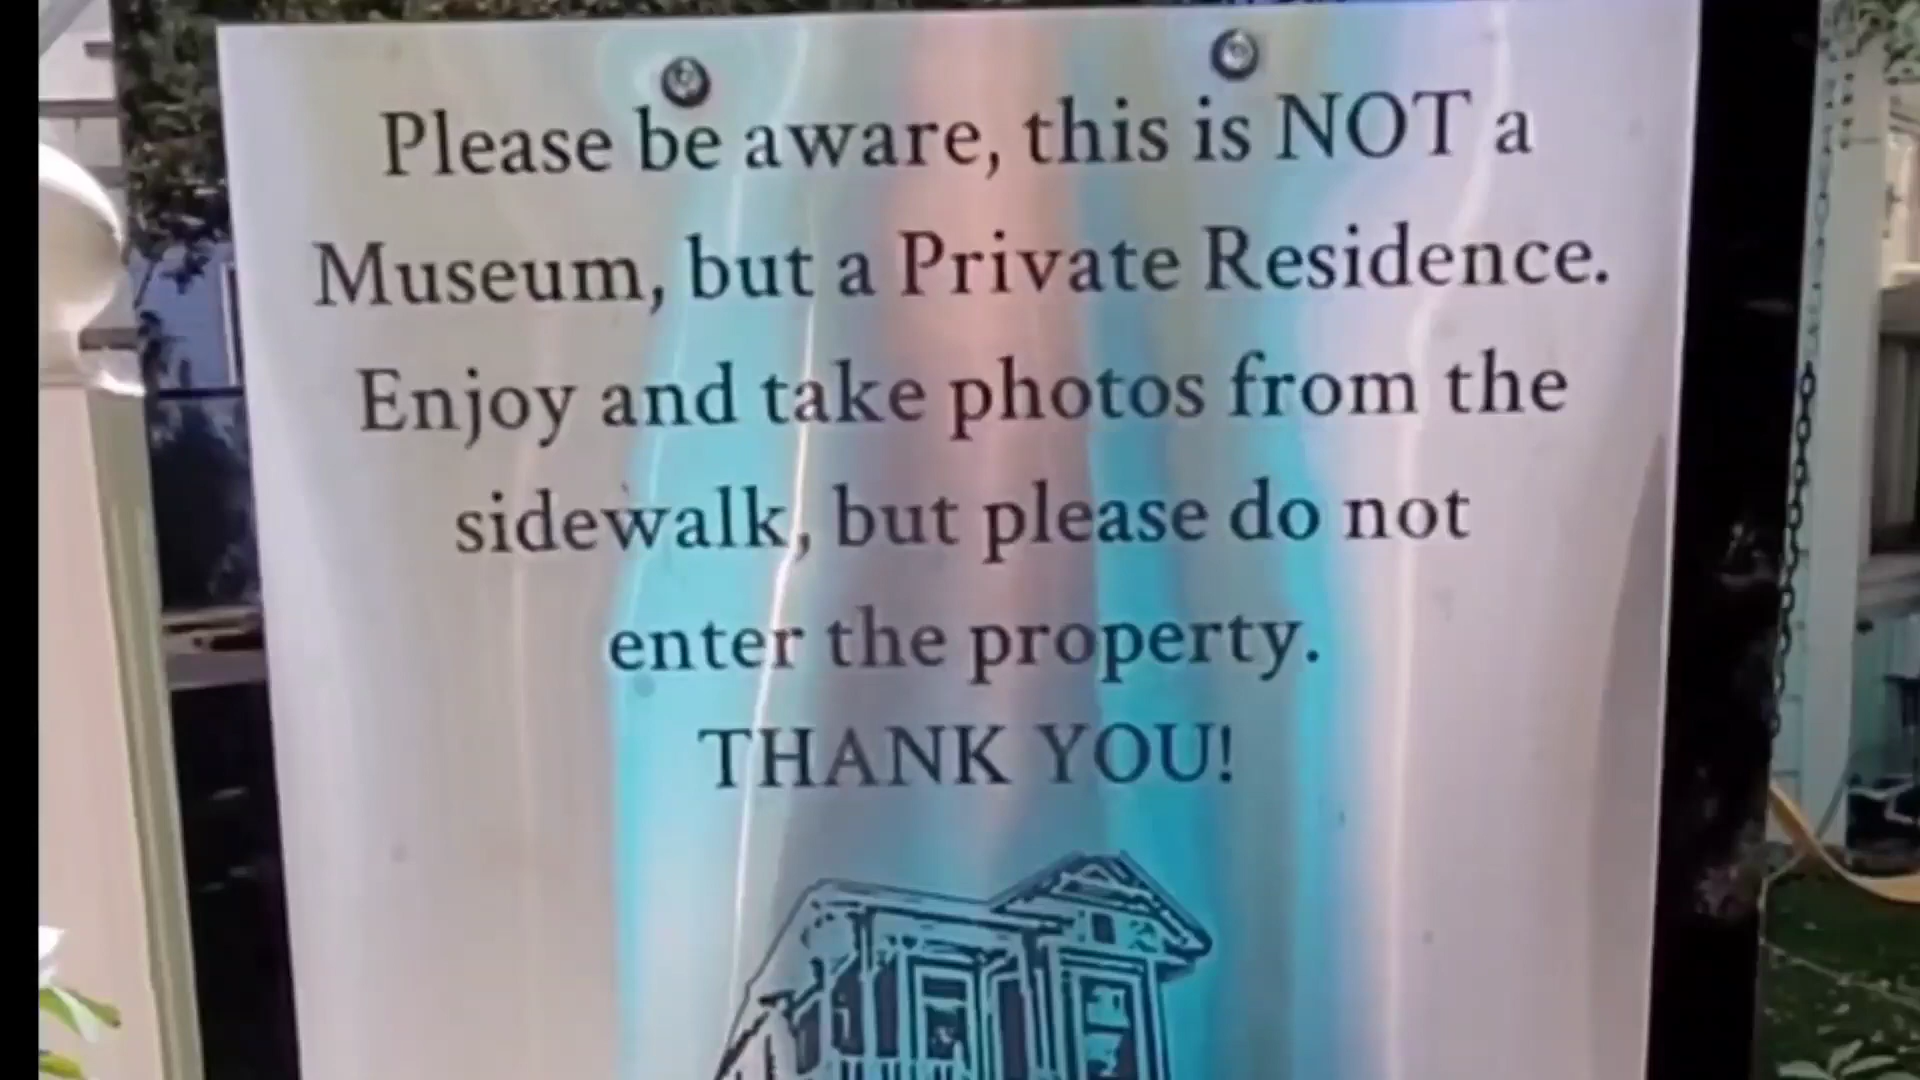 Please be aware, this is NOT a
Museum, but a Private Residence.
Enjoy and take photos from the
sidewalk, but please do not
enter the property.
THANK YOU!